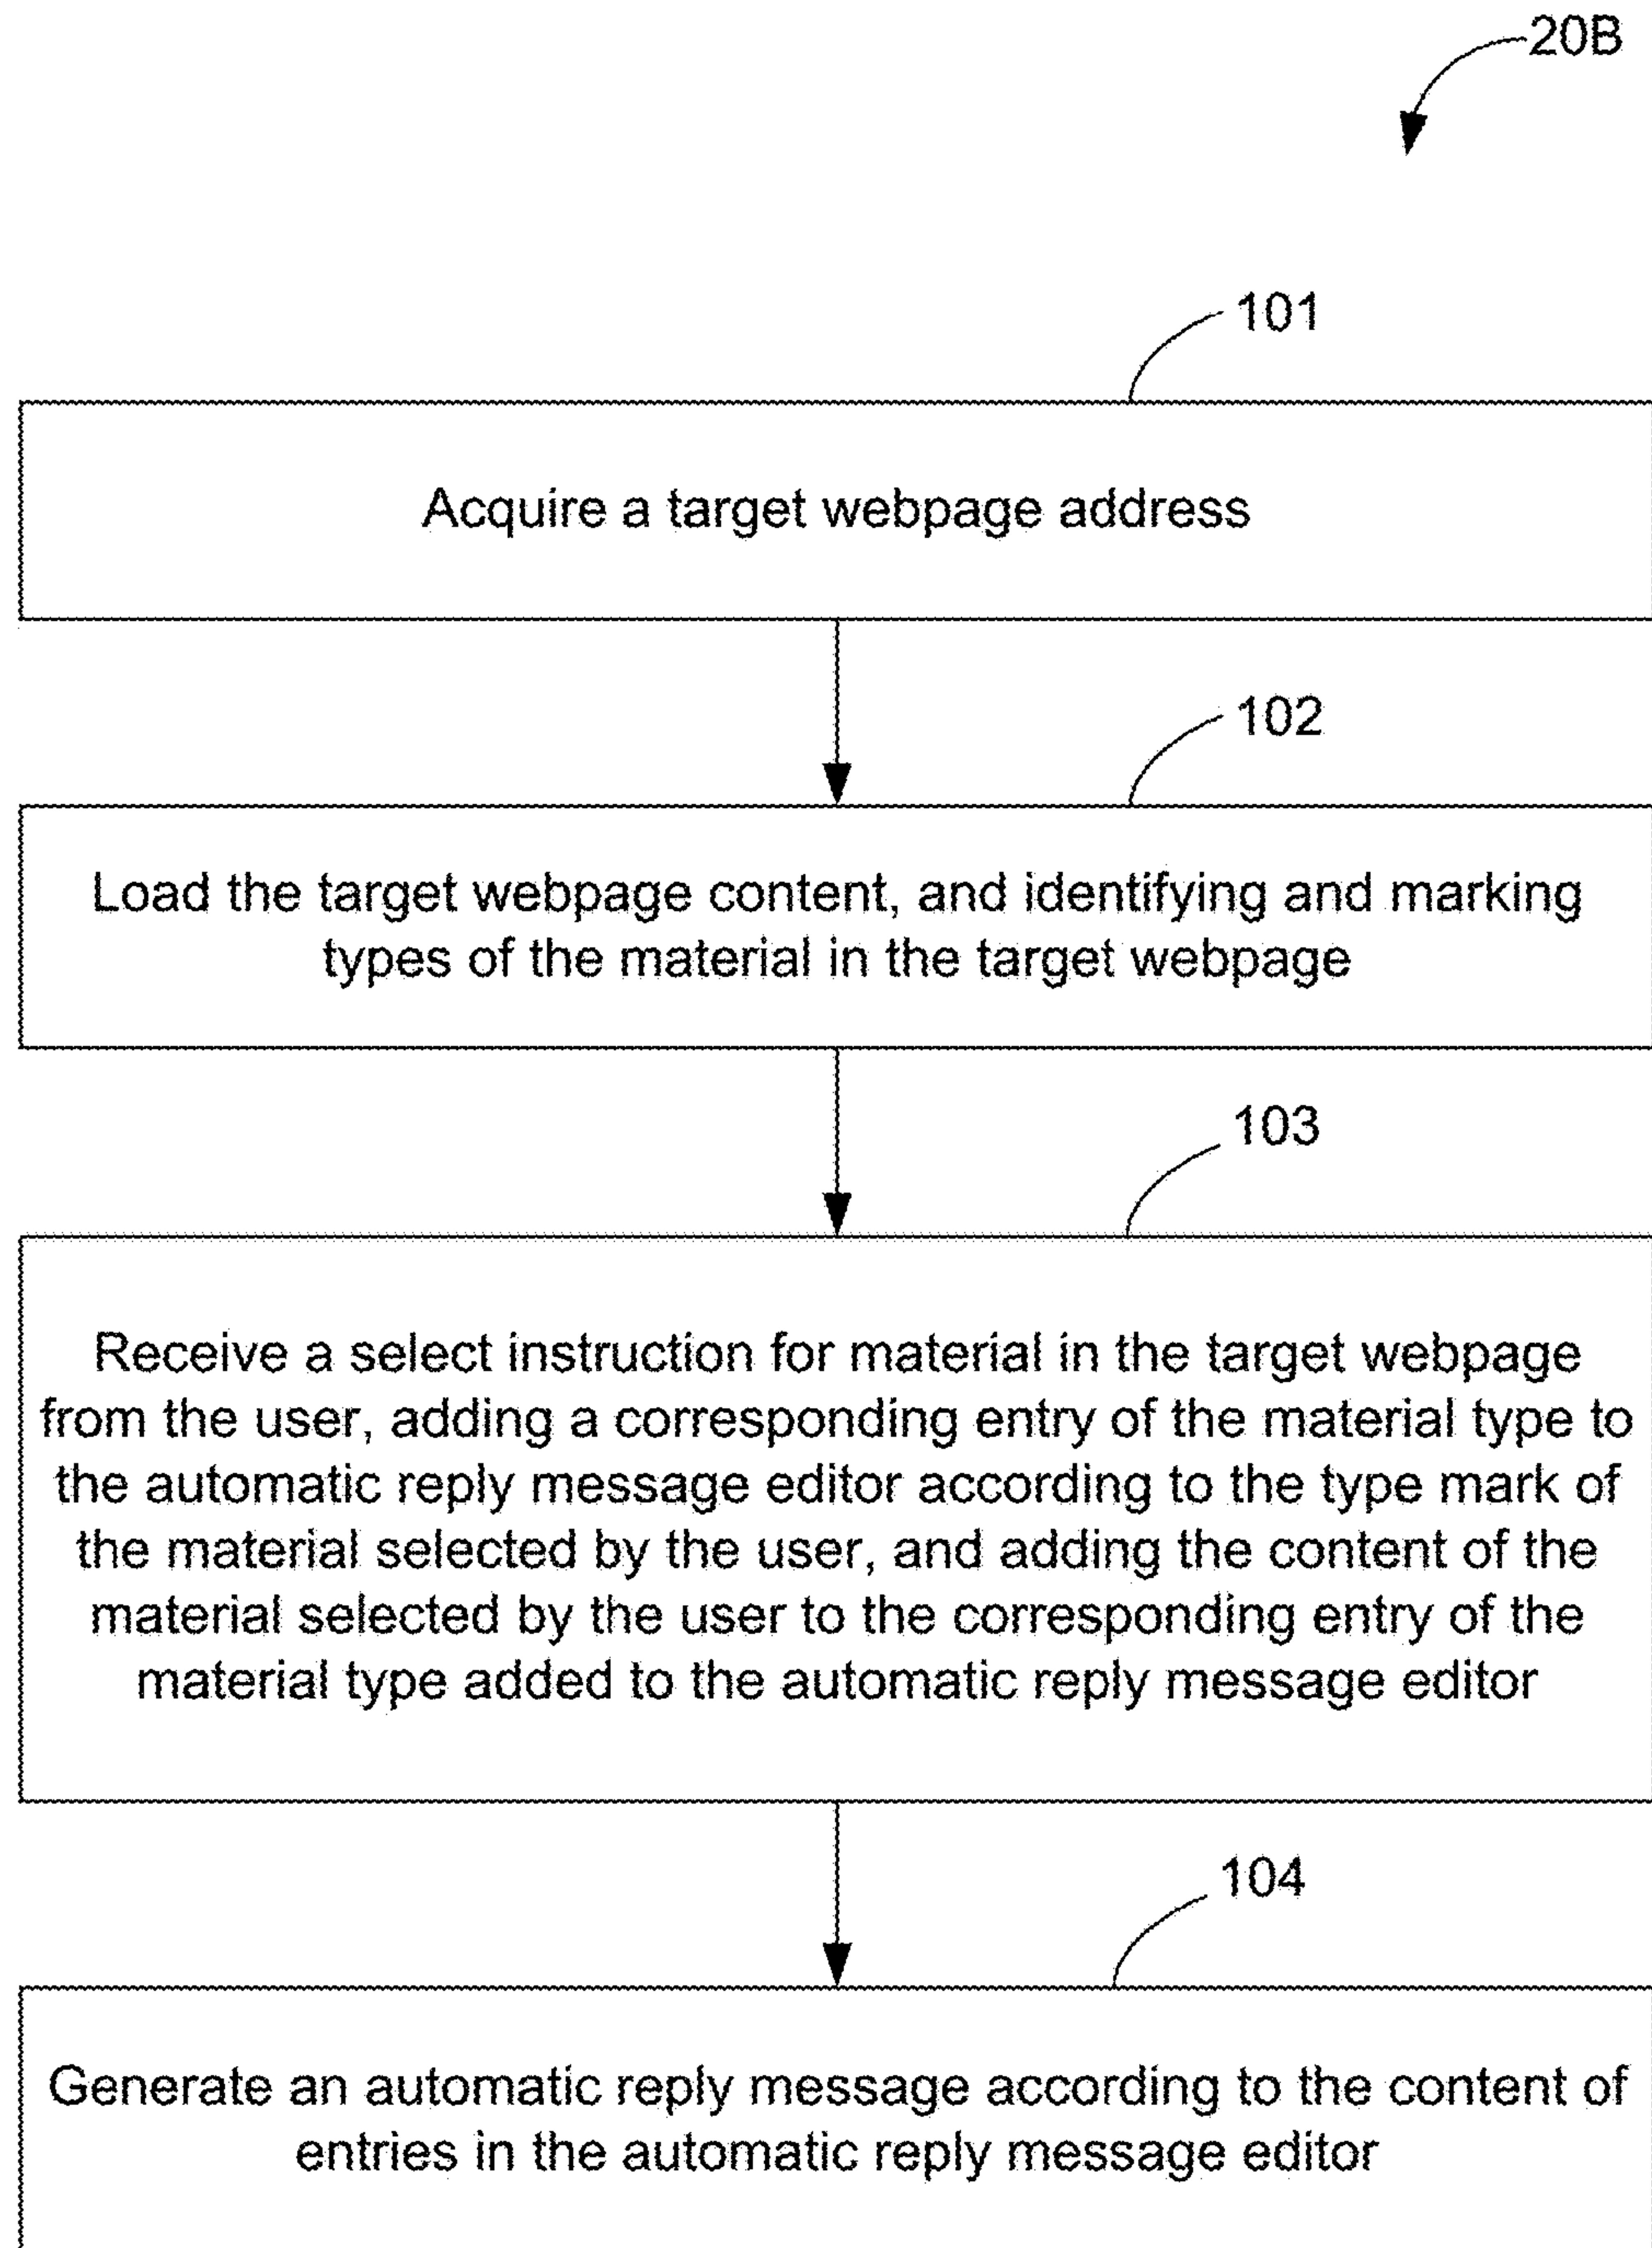 20B
101
Acquire a target webpage address
102
Load the target webpage content, and identifying and marking
types of the material in the target webpage
103
Receive a select instruction for material in the target webpage
from the user, adding a corresponding entry of the material type to
the automatic reply message editor according to the type mark of
the material selected by the user, and adding the content of the
material selected by the user to the corresponding entry of the
material type added to the automatic reply message editor
104
Generate an automatic reply message according to the content of
entries in the automatic reply message editor